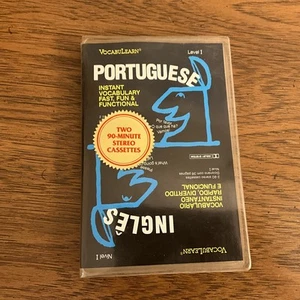 VOCABULEARN®
Level I
PORTUGUESE
INSTANT
VOCABULARY
FAST, FUN &
FUNCTIONAL
TWO
90-MINUTE
STEREO
CASSETTES
Nível I
INGLÊS
VOCABULÁRIO
INSTANTÂNEO
RÁPIDO, DIVERTIDO
E FUNCIONAL
VOCABULEARN®